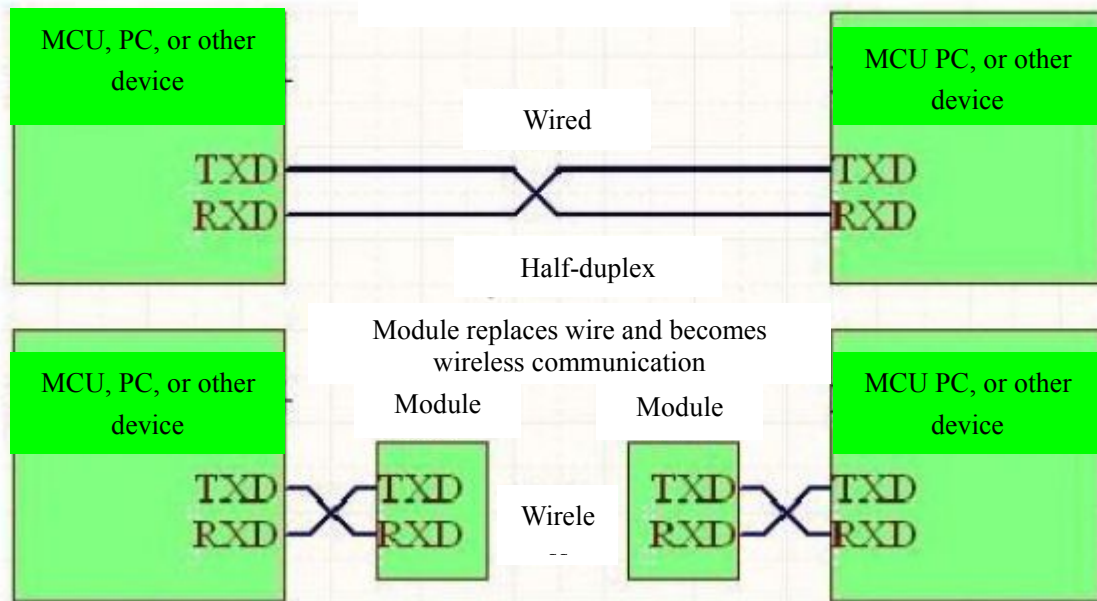 MCU, PC, or other
device
MCU PC, or other
device
Wired
TXD
RXD
TXD
RXD
Half-duplex
Module replaces wire and becomes
wireless communication
MCU, PC, or other
device
Module
Module
MCU PC, or other
device
TXD
RXD
TXD
RXD
Wirele
TXD
RXD
TXD
RXD